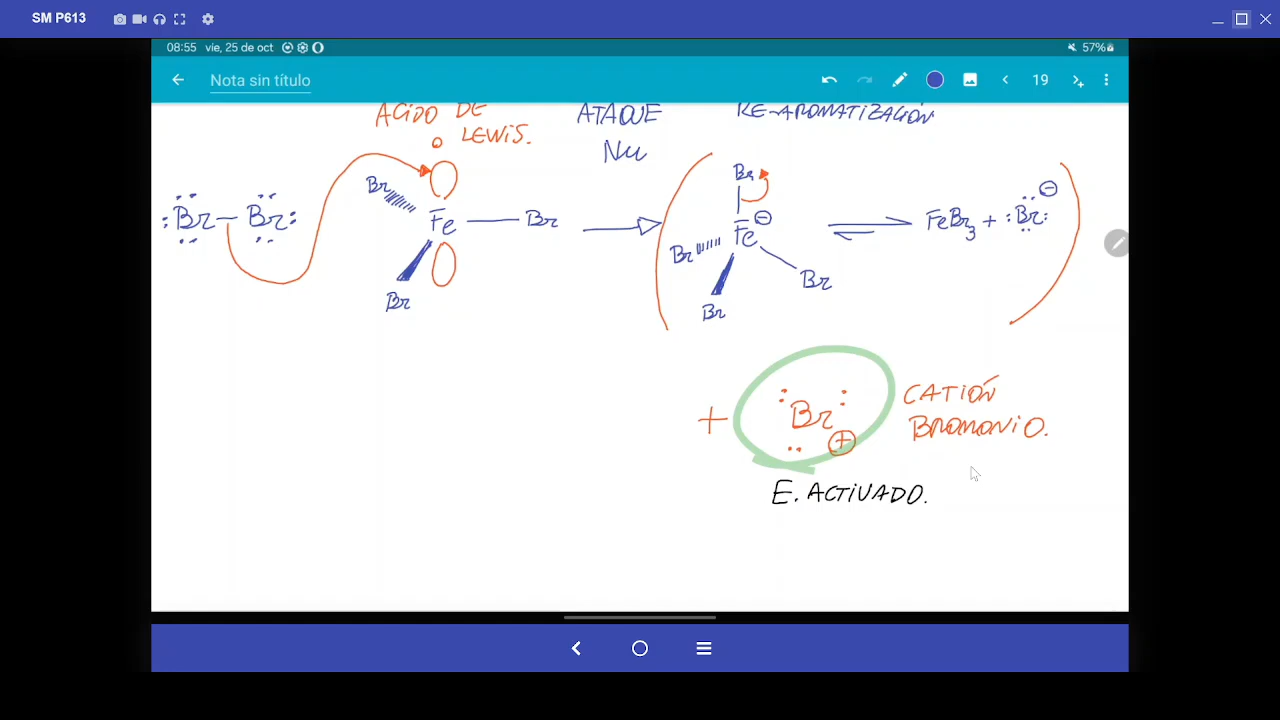 SM P613
08:55 vie, 25 de oct 57%
Nota sin título 19
ACIDO DE
LEWIS.
ATAQUE
Nu
RE-AROMATIZACIÓN
:Br—Br:
Br
Fe — Br
Br
Br
Fe ⊖
Br
Br
Br
FeBr3 + :Br: ⊖
+ Br ⊕
CATIÓN
BROMONIO.
E. ACTIVADO.